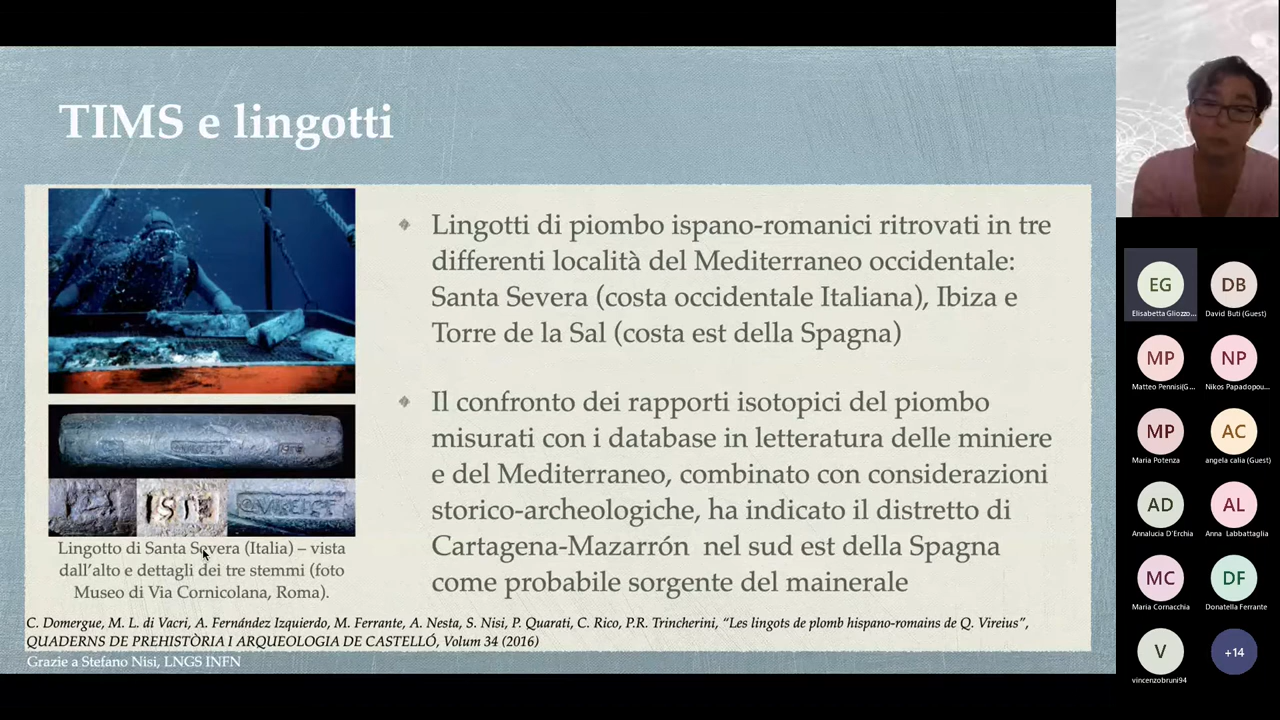 TIMS e lingotti
Lingotti di piombo ispano-romanici ritrovati in tre
differenti località del Mediterraneo occidentale:
Santa Severa (costa occidentale Italiana), Ibiza e
Torre de la Sal (costa est della Spagna)
Il confronto dei rapporti isotopici del piombo
misurati con i database in letteratura delle miniere
e del Mediterraneo, combinato con considerazioni
storico-archeologiche, ha indicato il distretto di
Cartagena-Mazarrón nel sud est della Spagna
come probabile sorgente del mainerale
Lingotto di Santa Severa (Italia) – vista
dall’alto e dettagli dei tre stemmi (foto
Museo di Via Cornicolana, Roma).
C. Domergue, M. L. di Vacri, A. Fernández Izquierdo, M. Ferrante, A. Nesta, S. Nisi, P. Quarati, C. Rico, P.R. Trincherini, “Les lingots de plomb hispano-romains de Q. Vireius”,
QUADERNS DE PREHISTÒRIA I ARQUEOLOGIA DE CASTELLÓ, Volum 34 (2016)
Grazie a Stefano Nisi, LNGS INFN
EG
Elisabetta Gliozzo...
DB
David Buti (Guest)
MP
Matteo Pennisi(G...
NP
Nikos Papadopou...
MP
Maria Potenza
AC
angela calia (Guest)
AD
Annalucia D'Erchia
AL
Anna Labbattaglia
MC
Maria Cornacchia
DF
Donatella Ferrante
V
vincenzobruni94
+14